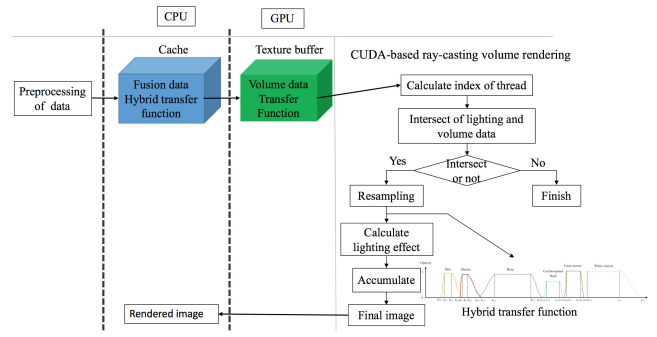 CPU
GPU
Cache
Texture buffer
CUDA-based ray-casting volume rendering
Preprocessing
of data
Fusion data
Hybrid transfer
function
Volume data
Transfer
Function
Calculate index of thread
Intersect of lighting and
volume data
Yes
Intersect
or not
No
Resampling
Finish
Calculate
lighting effect
Accumulate
Opacity
Skin
Muscle
Bone
Cerebrospinal
fluid
Gray matter
White matter
Rendered image
Final image
Hybrid transfer function